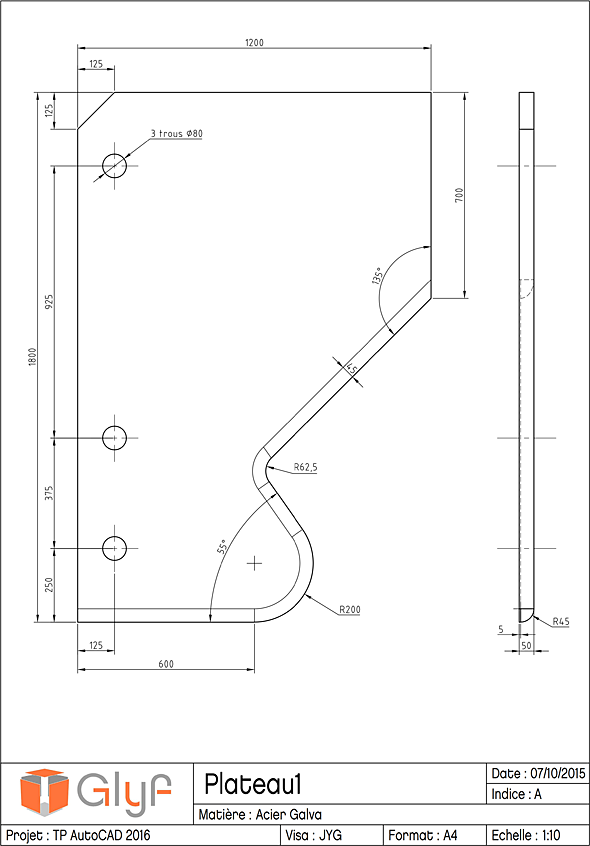 1200
125
125
3 trous Ø80
700
135°
925
1800
45
R62,5
375
55°
250
R200
R45
5
50
125
600
Glyf
Plateau1
Date : 07/10/2015
Indice : A
Matière : Acier Galva
Projet : TP AutoCAD 2016
Visa : JYG
Format : A4
Echelle : 1:10